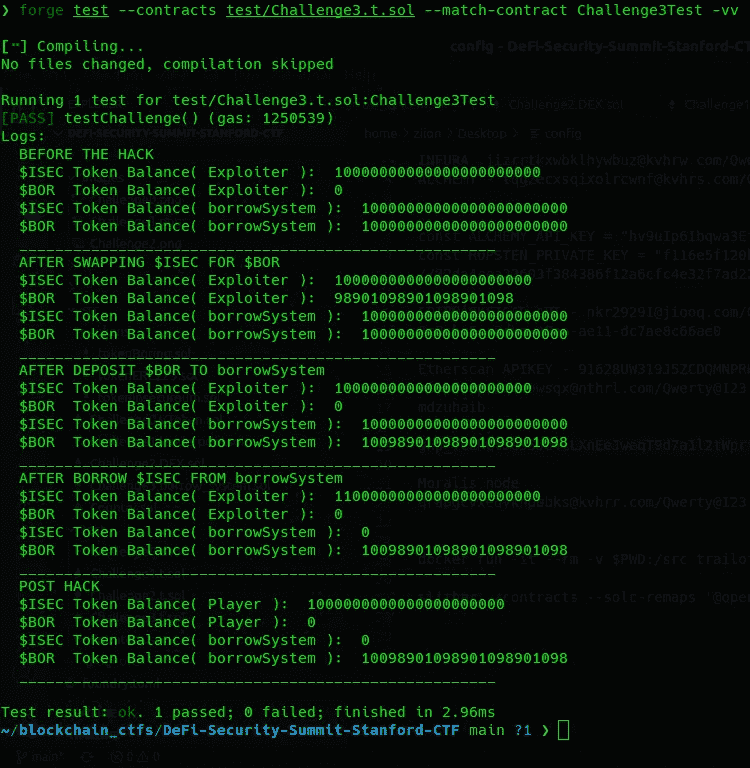 ❯ forge test --contracts test/Challenge3.t.sol --match-contract Challenge3Test -vv
[⠒] Compiling...
No files changed, compilation skipped
Running 1 test for test/Challenge3.t.sol:Challenge3Test
[PASS] testChallenge() (gas: 1250539)
Logs:
BEFORE THE HACK
$ISEC Token Balance( Exploiter ):  10000000000000000000000
$BOR  Token Balance( Exploiter ):  0
$ISEC Token Balance( borrowSystem ):  10000000000000000000000
$BOR  Token Balance( borrowSystem ):  10000000000000000000000
_____________________________________________________
AFTER SWAPPING $ISEC FOR $BOR
$ISEC Token Balance( Exploiter ):  1000000000000000000000
$BOR  Token Balance( Exploiter ):  98901098901098901098
$ISEC Token Balance( borrowSystem ):  10000000000000000000000
$BOR  Token Balance( borrowSystem ):  10000000000000000000000
_____________________________________________________
AFTER DEPOSIT $BOR TO borrowSystem
$ISEC Token Balance( Exploiter ):  1000000000000000000000
$BOR  Token Balance( Exploiter ):  0
$ISEC Token Balance( borrowSystem ):  10000000000000000000000
$BOR  Token Balance( borrowSystem ):  10098901098901098901098
_____________________________________________________
AFTER BORROW $ISEC FROM borrowSystem
$ISEC Token Balance( Exploiter ):  11000000000000000000000
$BOR  Token Balance( Exploiter ):  0
$ISEC Token Balance( borrowSystem ):  0
$BOR  Token Balance( borrowSystem ):  10098901098901098901098
_____________________________________________________
POST HACK
$ISEC Token Balance( Player ):  1000000000000000000000
$BOR  Token Balance( Player ):  0
$ISEC Token Balance( borrowSystem ):  0
$BOR  Token Balance( borrowSystem ):  10098901098901098901098
_____________________________________________________
Test result: ok. 1 passed; 0 failed; finished in 2.96ms
~/blockchain_ctfs/DeFi-Security-Summit-Stanford-CTF main ?1 ❯